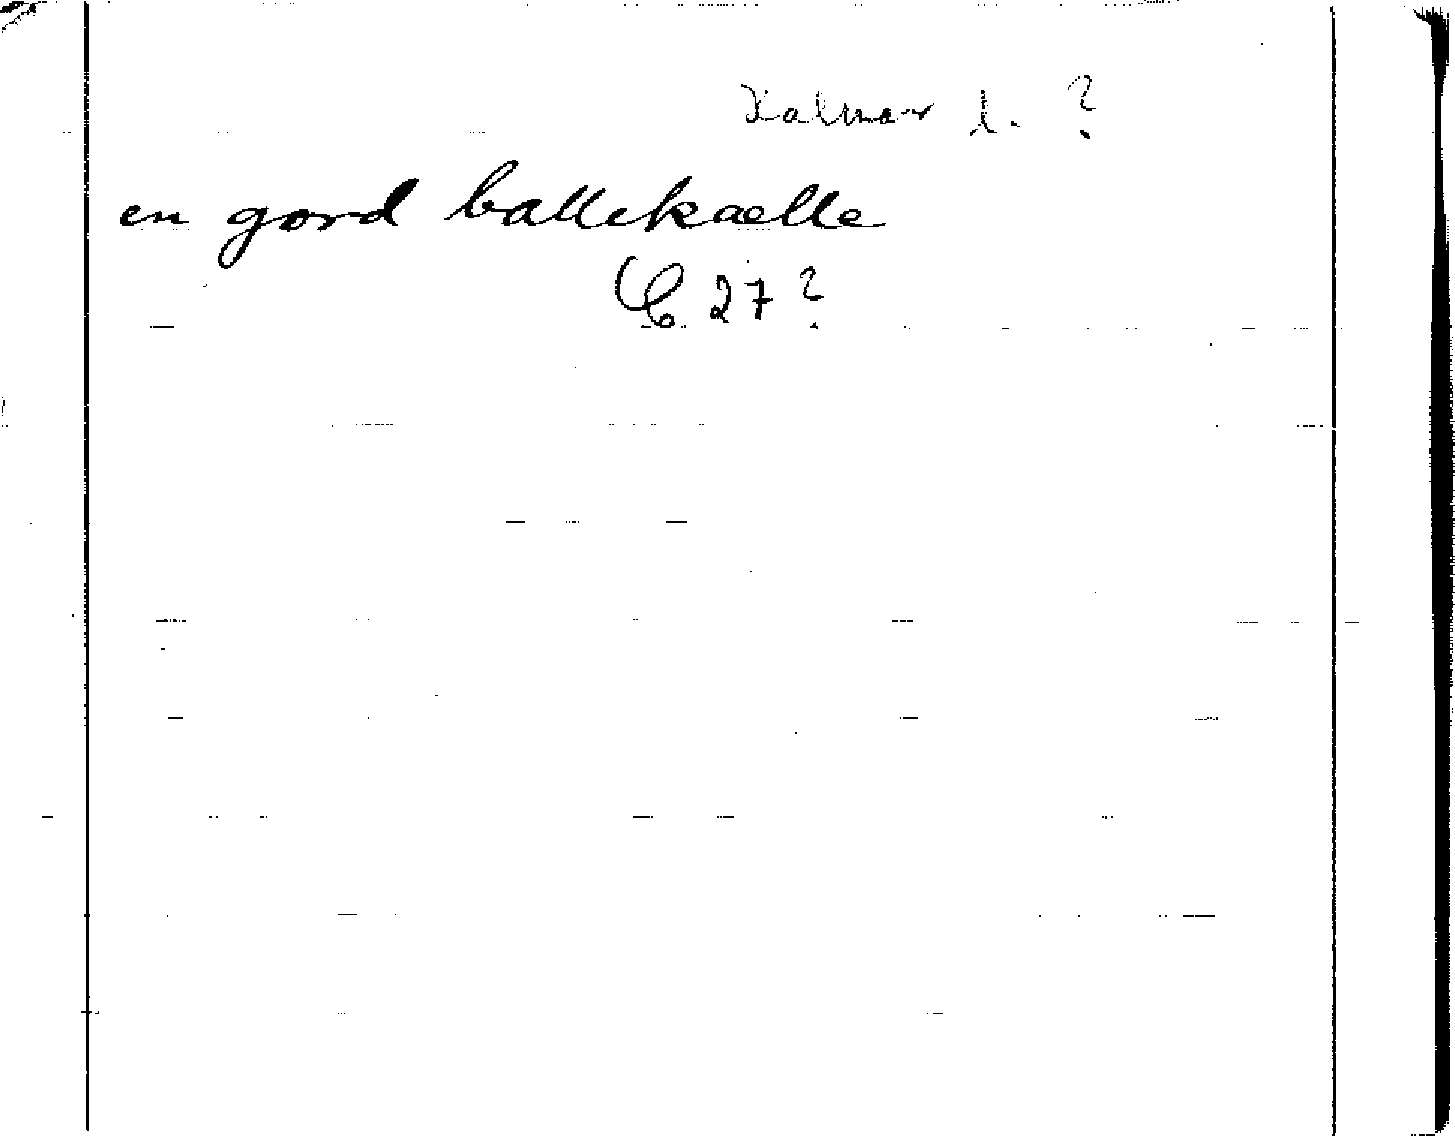 Kalmar l. ?
en gord ballekaelle
C 27 ?